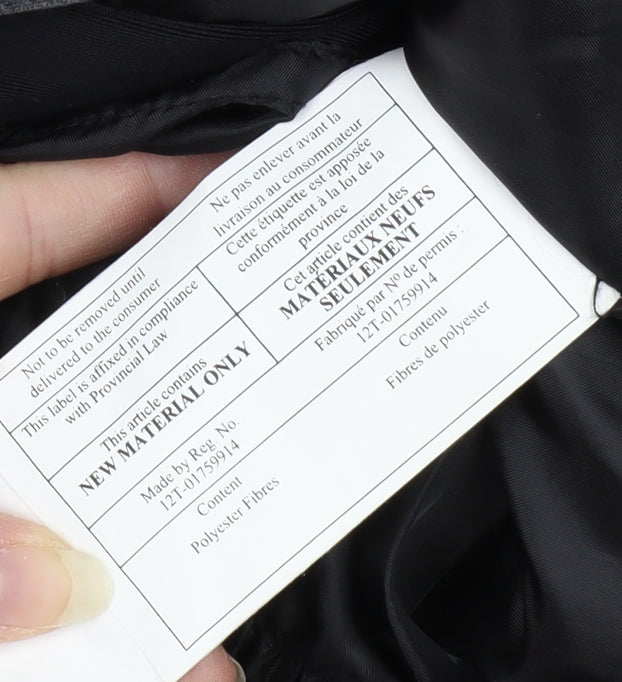 Not to be removed until
delivered to the consumer
This label is affixed in compliance
with Provincial Law
This article contains
NEW MATERIAL ONLY
Made by Reg. No.
12T-01759914
Content
Polyester Fibres
Ne pas enlever avant la
livraison au consommateur
Cette étiquette est apposée
conformément à la loi de la
province
Cet article contient des
MATERIAUX NEUFS
SEULEMENT
Fabriqué par Nº de permis :
12T-01759914
Contenu
Fibres de polyester